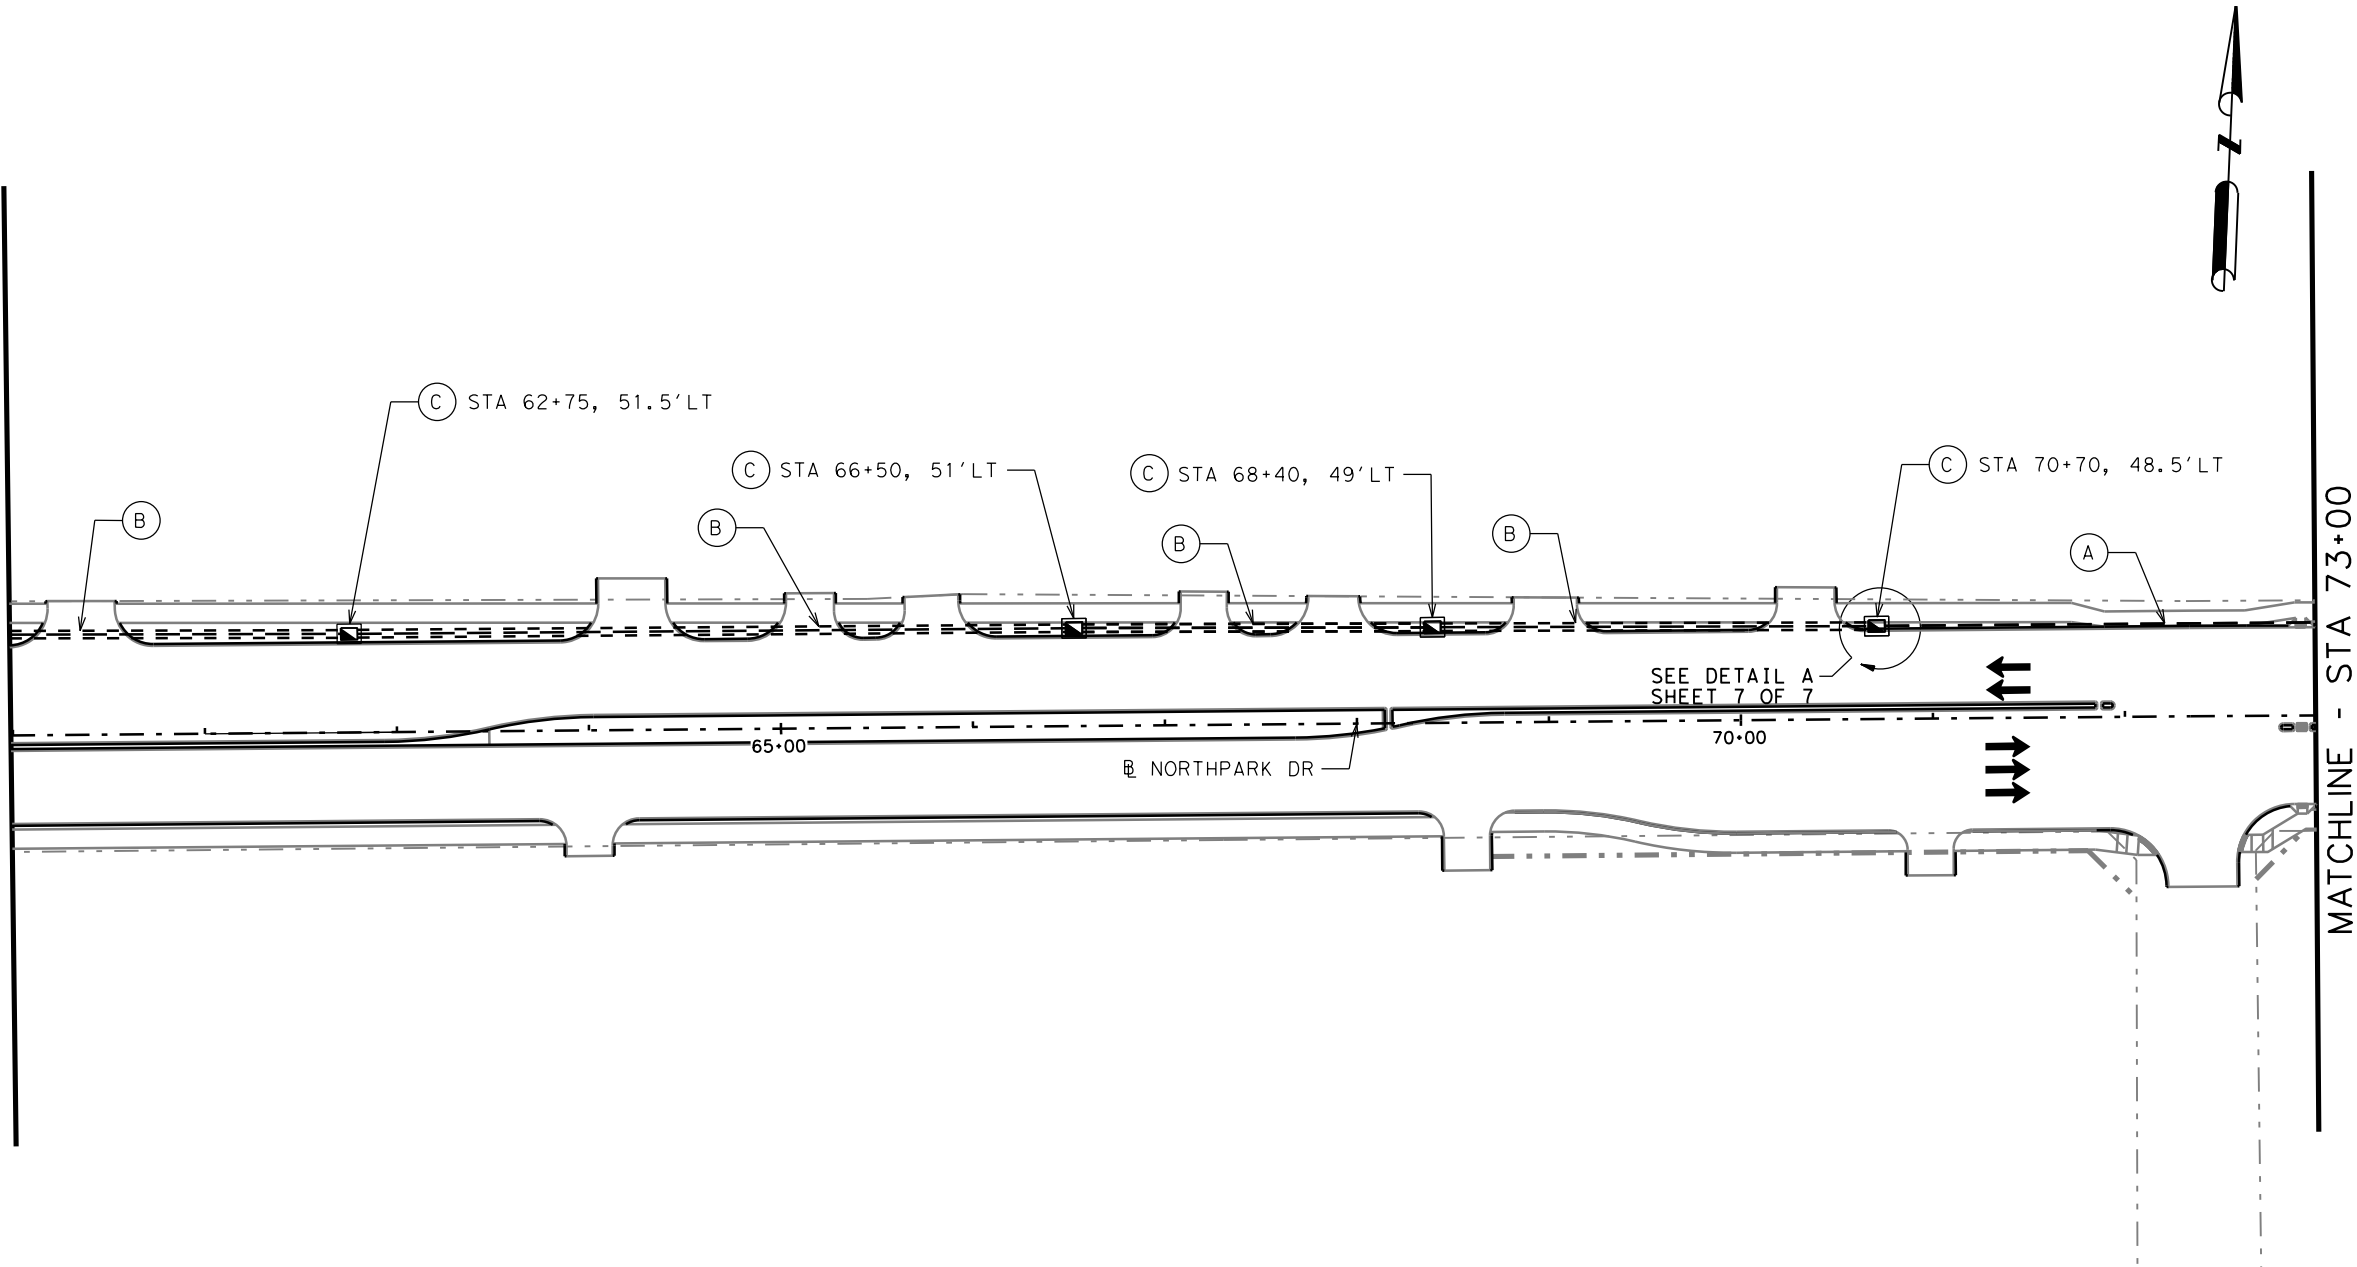 N
C STA 62+75, 51.5'LT
C STA 66+50, 51'LT
C STA 68+40, 49'LT
C STA 70+70, 48.5'LT
B
B
B
B
A
SEE DETAIL A
SHEET 7 OF 7
65+00
70+00
BL NORTHPARK DR
MATCHLINE - STA 73+00